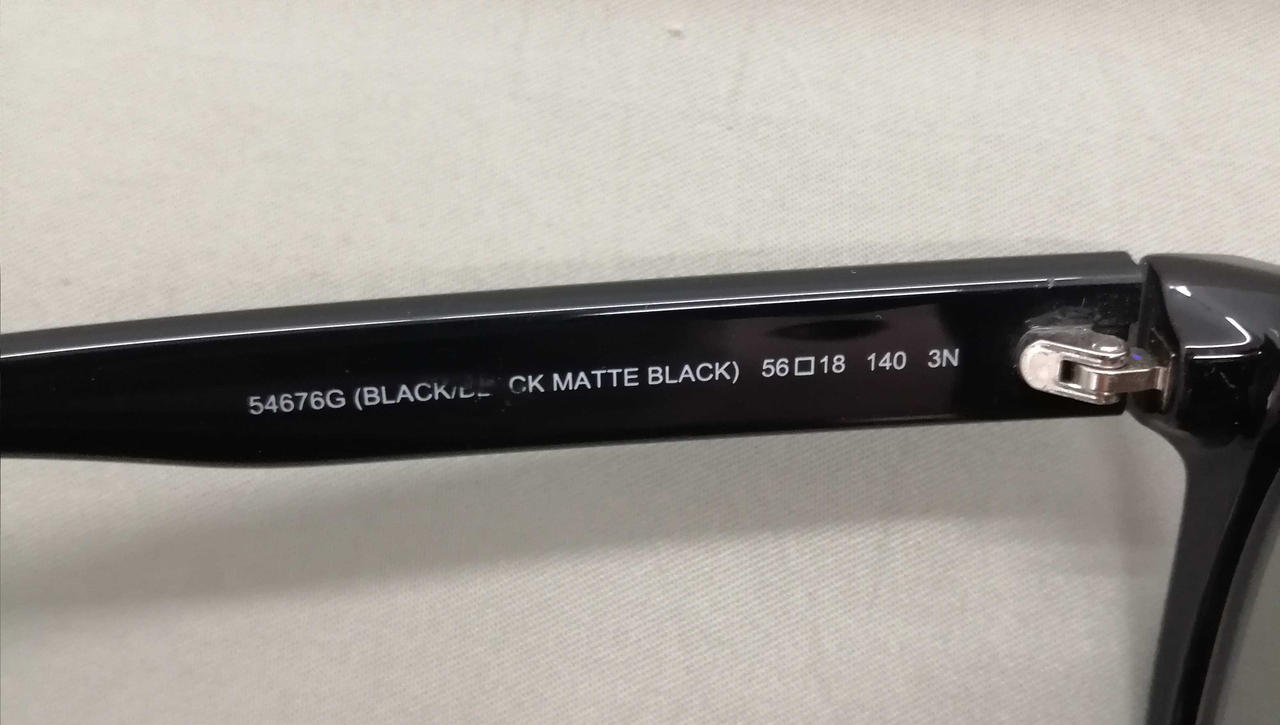 54676G (BLACK/ MATTE BLACK) 56□18 140 3N